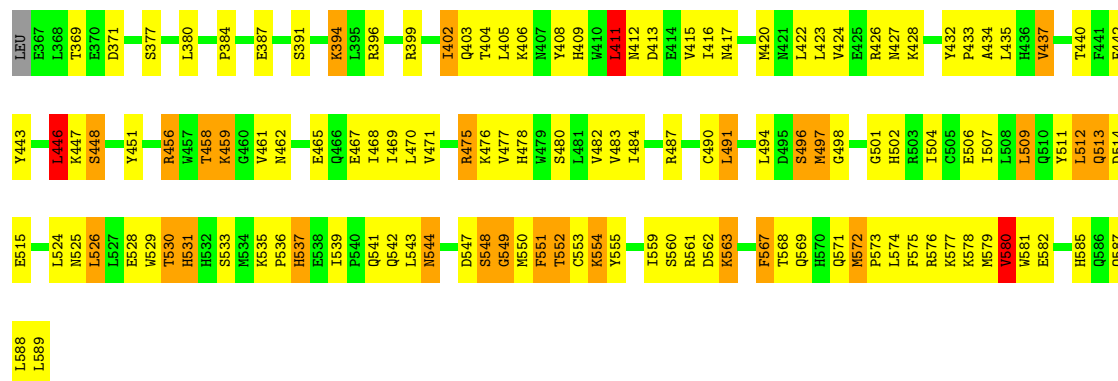 LEU E367 L368 T369 E370 D371 S377 L380 P384 E387 S391 K394 L395 R396 R399 I402 Q403 T404 L405 K406 N407 Y408 H409 W410 L411 N412 D413 E414 V415 I416 N417 M420 N421 L422 L423 V424 E425 R426 N427 K428 Y432 P433 A434 L435 H436 V437 T440 F441
Y443 L446 K447 S448 Y451 R456 W457 T458 K459 G460 V461 N462 E465 Q466 E467 I468 I469 L470 V471 R475 K476 V477 H478 W479 S480 L481 V482 V483 I484 R487 C490 L491 L494 D495 S496 M497 G498 G501 H502 R503 I504 C505 E506 I507 L508 L509 Q510 Y511 L512 Q513 D514
E515 L524 N525 L526 L527 E528 W529 T530 H531 H532 S533 M534 K535 P536 H537 E538 I539 P540 Q541 Q542 L543 N544 D547 S548 G549 M550 F551 T552 C553 K554 Y555 I559 S560 R561 D562 K563 F567 T568 Q569 H570 Q571 M572 P573 L574 F575 R576 K577 K578 M579 V580 W581 E582 H585 Q586
L588 L589